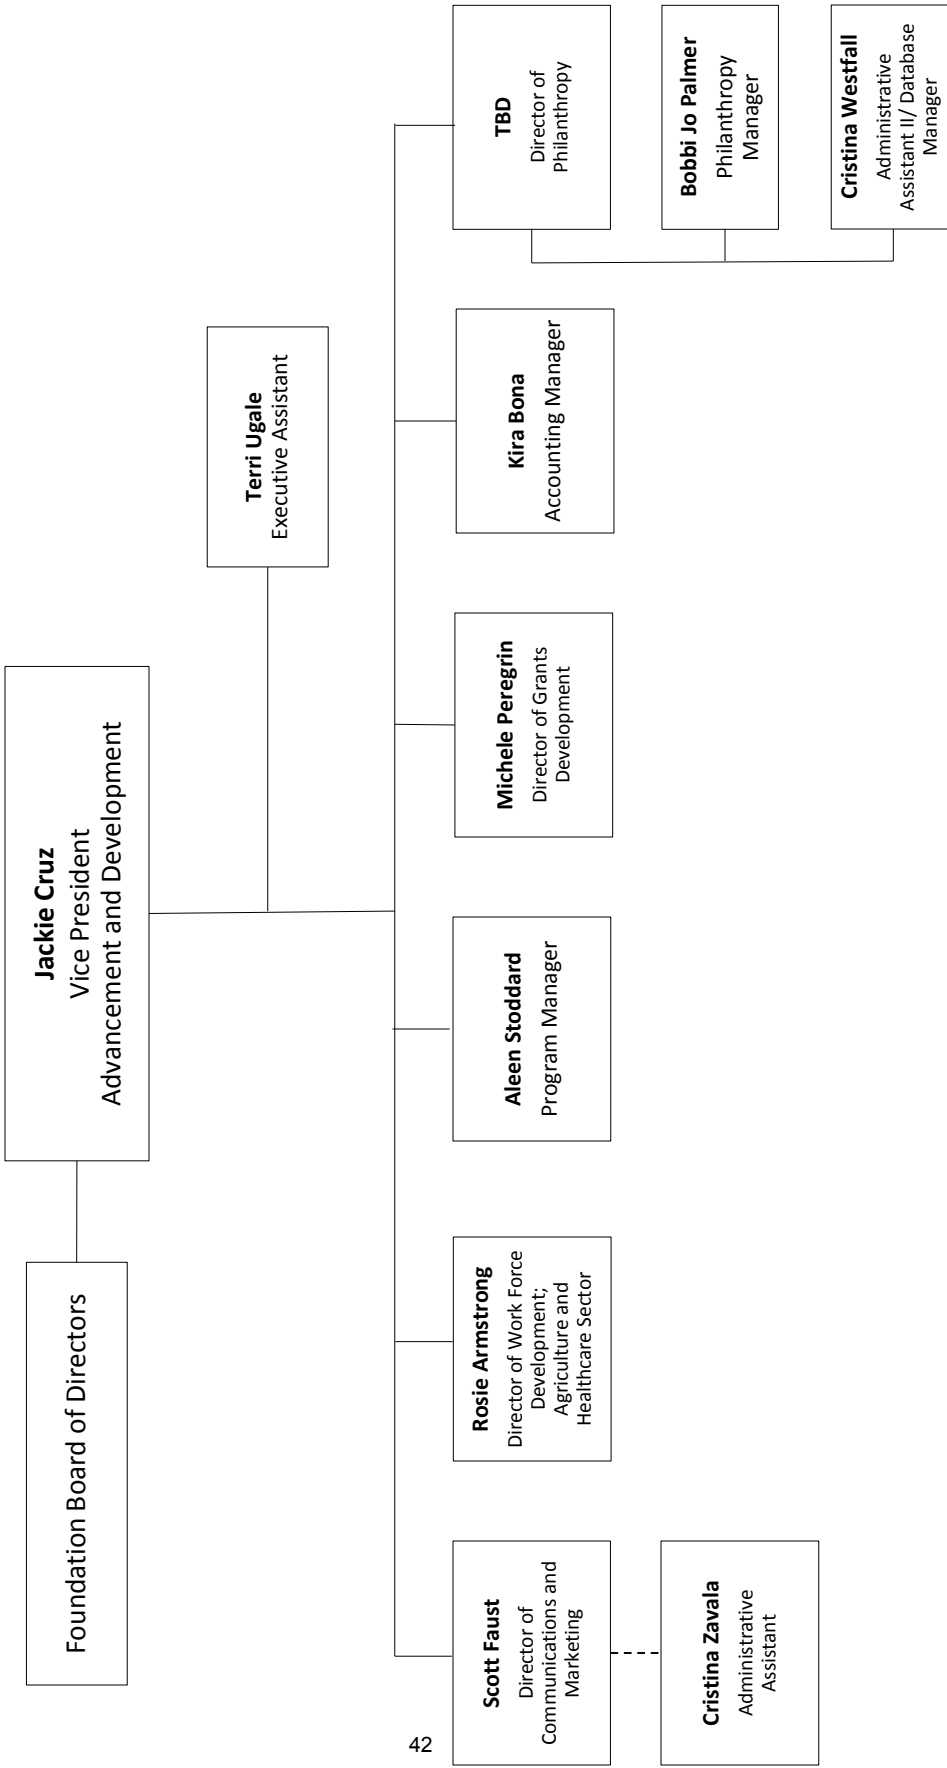 Foundation Board of Directors
Jackie Cruz
Vice President
Advancement and Development
Terri Ugale
Executive Assistant
Scott Faust
Director of
Communications and
Marketing
Rosie Armstrong
Director of Work Force
Development;
Agriculture and
Healthcare Sector
Aleen Stoddard
Program Manager
Michele Peregrin
Director of Grants
Development
Kira Bona
Accounting Manager
TBD
Director of
Philanthropy
Cristina Zavala
Administrative
Assistant
Bobbi Jo Palmer
Philanthropy
Manager
Cristina Westfall
Administrative
Assistant II/ Database
Manager
42